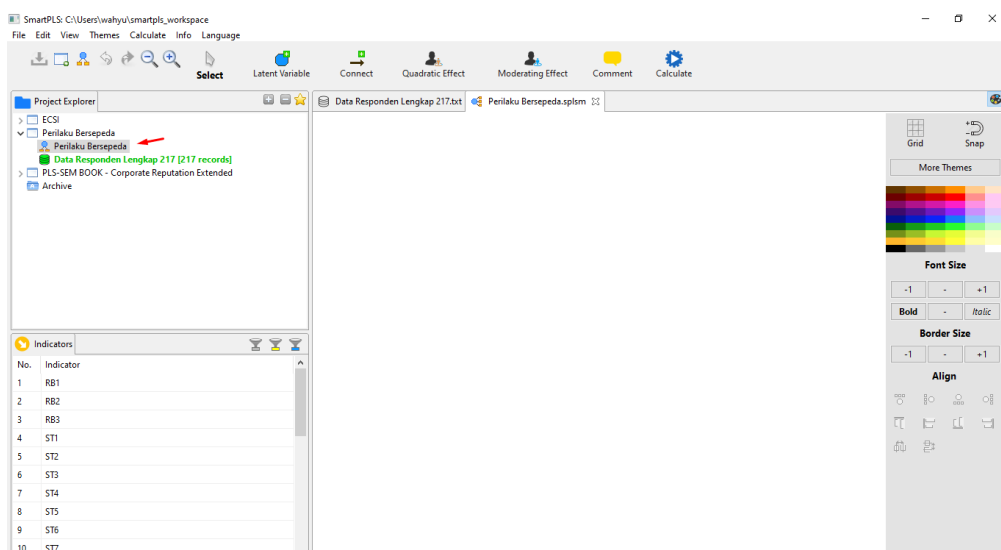 SmartPLS: C:\Users\wahyu\smartpls_workspace
File Edit View Themes Calculate Info Language
Select Latent Variable Connect Quadratic Effect Moderating Effect Comment Calculate
Project Explorer
ECSI
Perilaku Bersepeda
Perilaku Bersepeda
Data Responden Lengkap 217 [217 records]
PLS-SEM BOOK - Corporate Reputation Extended
Archive
Indicators
No. Indicator
1 RB1
2 RB2
3 RB3
4 ST1
5 ST2
6 ST3
7 ST4
8 ST5
9 ST6
10 ST7
Data Responden Lengkap 217.txt Perilaku Bersepeda.splsm
Grid Snap
More Themes
Font Size
-1 - +1
Bold - Italic
Border Size
-1 - +1
Align